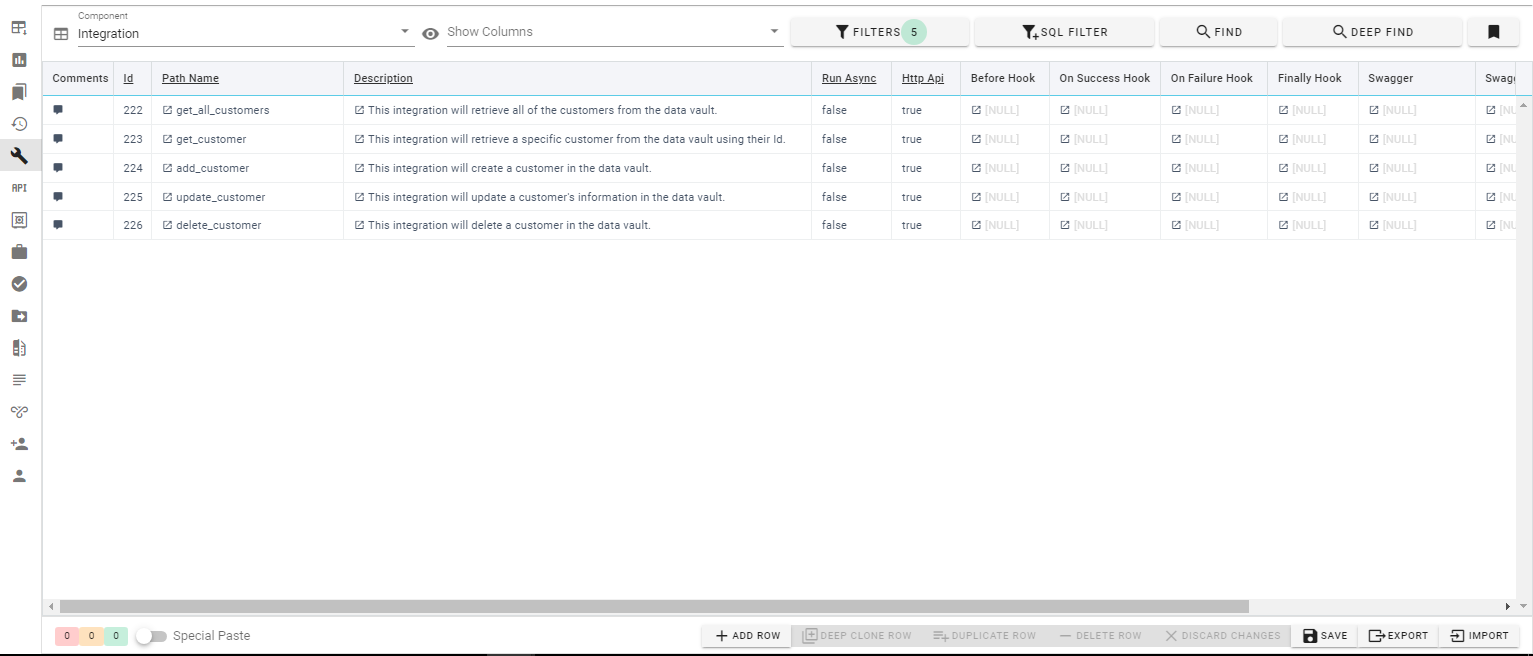 Component
Integration
Show Columns
FILTERS 5
SQL FILTER
FIND
DEEP FIND
Comments Id Path Name Description Run Async Http Api Before Hook On Success Hook On Failure Hook Finally Hook Swagger Swag
222 get_all_customers This integration will retrieve all of the customers from the data vault. false true [NULL] [NULL] [NULL] [NULL] [NULL] [NU
223 get_customer This integration will retrieve a specific customer from the data vault using their Id. false true [NULL] [NULL] [NULL] [NULL] [NULL] [NU
224 add_customer This integration will create a customer in the data vault. false true [NULL] [NULL] [NULL] [NULL] [NULL] [NU
API
225 update_customer This integration will update a customer's information in the data vault. false true [NULL] [NULL] [NULL] [NULL] [NULL] [NU
226 delete_customer This integration will delete a customer in the data vault. false true [NULL] [NULL] [NULL] [NULL] [NULL] [NU
0 0 0 Special Paste ADD ROW DEEP CLONE ROW DUPLICATE ROW DELETE ROW DISCARD CHANGES SAVE EXPORT IMPORT